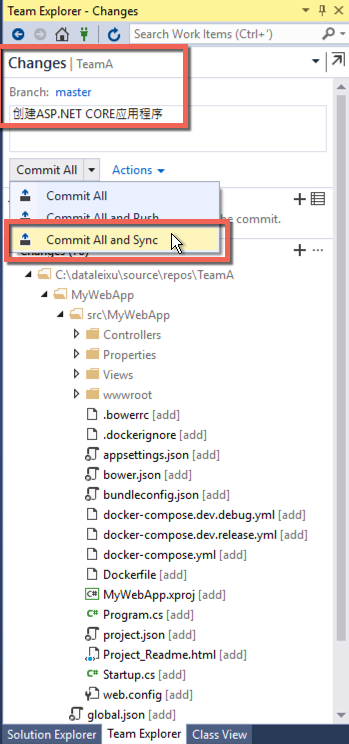 Team Explorer - Changes
Search Work Items (Ctrl+')
Changes | TeamA
Branch: master
创建ASP.NET CORE应用程序
Commit All
Actions
Commit All
Commit All and Push
be commit.
Commit All and Sync
C:\dataleixu\source\repos\TeamA
MyWebApp
src\MyWebApp
Controllers
Properties
Views
wwwroot
.bowerrc [add]
.dockerignore [add]
appsettings.json [add]
bower.json [add]
bundleconfig.json [add]
docker-compose.dev.debug.yml [add]
docker-compose.dev.release.yml [add]
docker-compose.yml [add]
Dockerfile [add]
MyWebApp.xproj [add]
Program.cs [add]
project.json [add]
Project_Readme.html [add]
Startup.cs [add]
web.config [add]
global.json [add]
Solution Explorer Team Explorer Class View